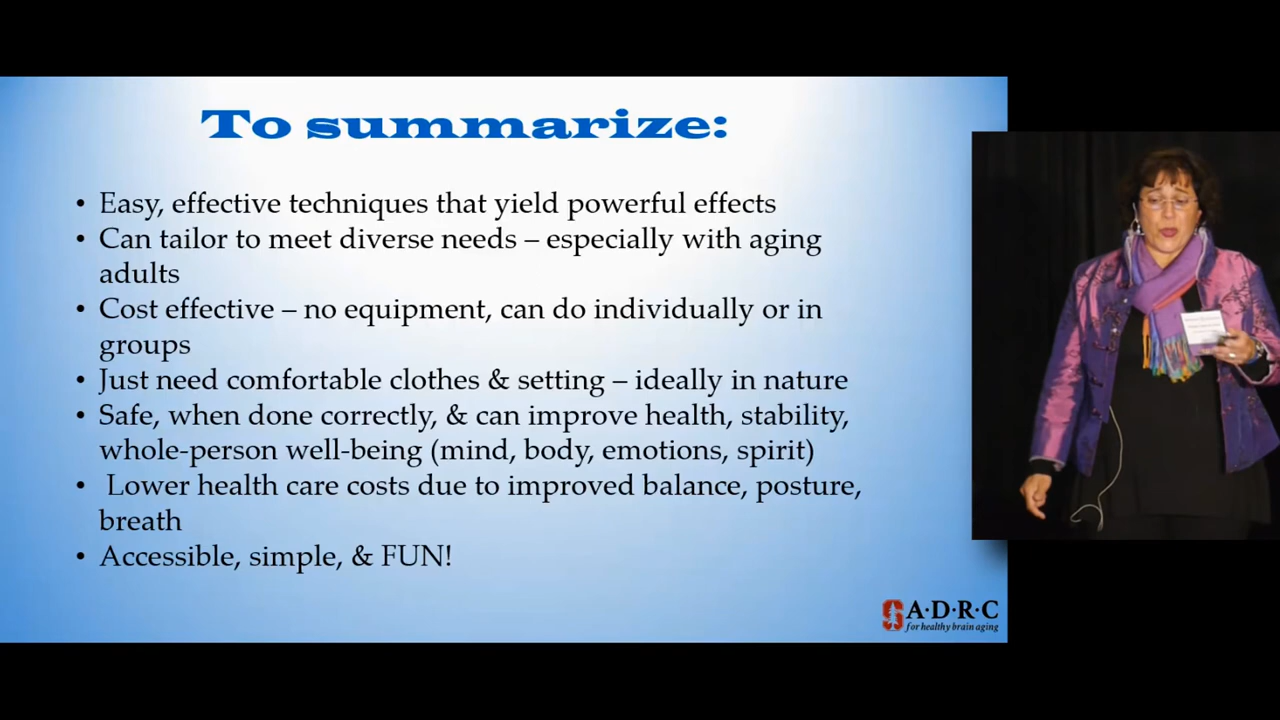 To summarize:
• Easy, effective techniques that yield powerful effects
• Can tailor to meet diverse needs – especially with aging
adults
• Cost effective – no equipment, can do individually or in
groups
• Just need comfortable clothes & setting – ideally in nature
• Safe, when done correctly, & can improve health, stability,
whole-person well-being (mind, body, emotions, spirit)
• Lower health care costs due to improved balance, posture,
breath
• Accessible, simple, & FUN!
A·D·R·C
for healthy brain aging